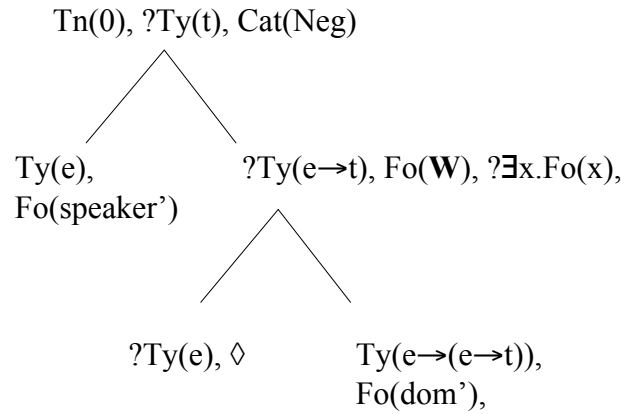 Tn(0), ?Ty(t), Cat(Neg)
Ty(e), ?Ty(e→t), Fo(W), ?∃x.Fo(x),
Fo(speaker’)
?Ty(e), ◊ Ty(e→(e→t)),
Fo(dom’),